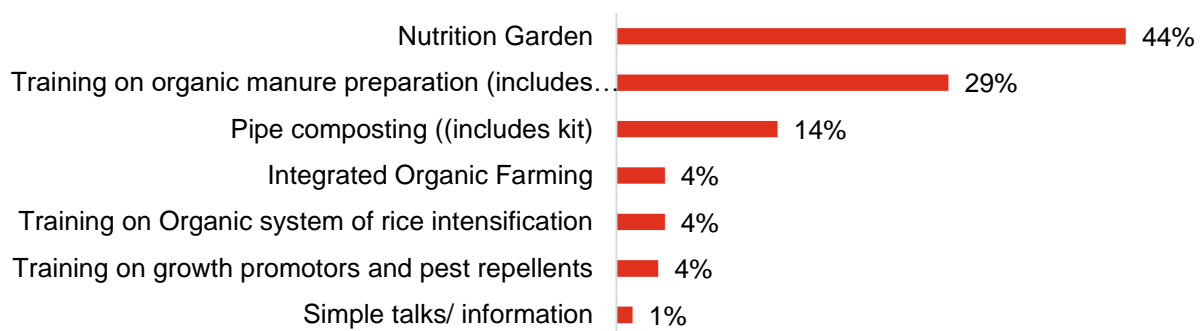 Nutrition Garden 44%
Training on organic manure preparation (includes… 29%
Pipe composting ((includes kit) 14%
Integrated Organic Farming 4%
Training on Organic system of rice intensification 4%
Training on growth promotors and pest repellents 4%
Simple talks/ information 1%